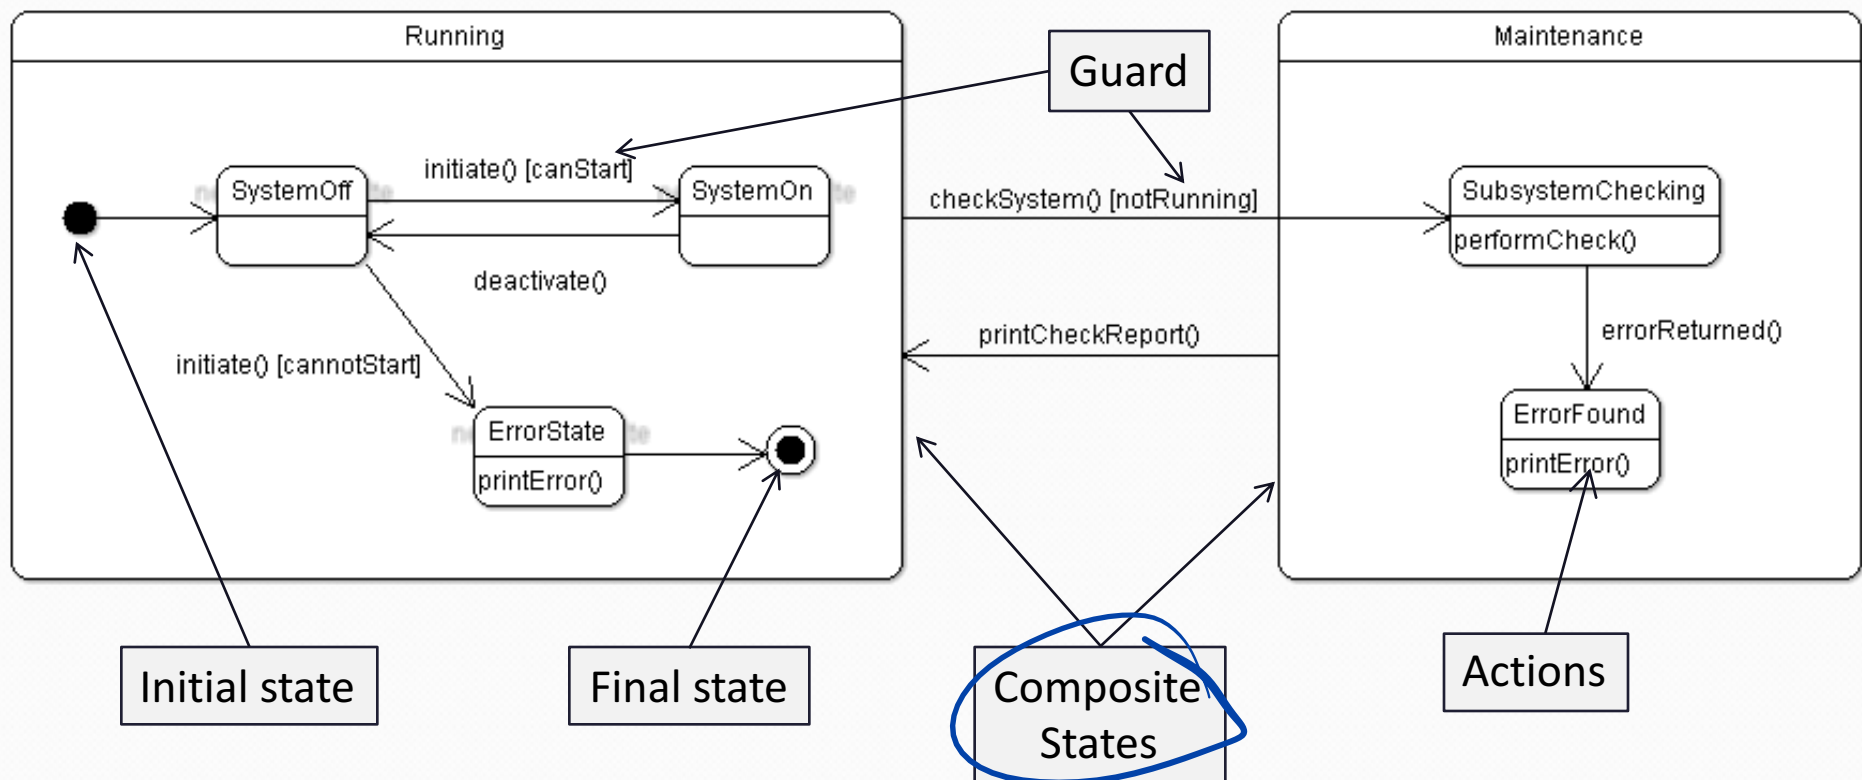 Running
Maintenance
Guard
initiate() [canStart]
SystemOff
SystemOn
checkSystem() [notRunning]
SubsystemChecking
performCheck()
deactivate()
printCheckReport()
errorReturned()
initiate() [cannotStart]
ErrorState
printError()
ErrorFound
printError()
Initial state
Final state
Composite
States
Actions